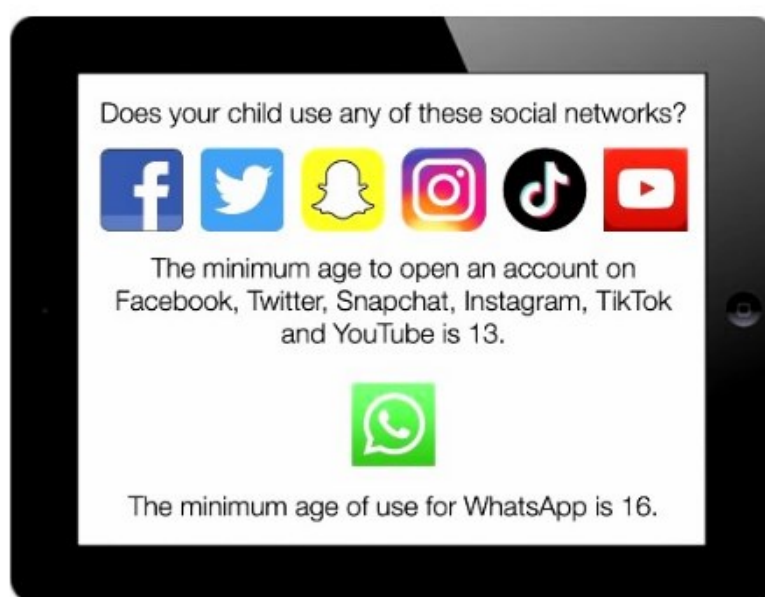 Does your child use any of these social networks?
The minimum age to open an account on
Facebook, Twitter, Snapchat, Instagram, TikTok
and YouTube is 13.
The minimum age of use for WhatsApp is 16.